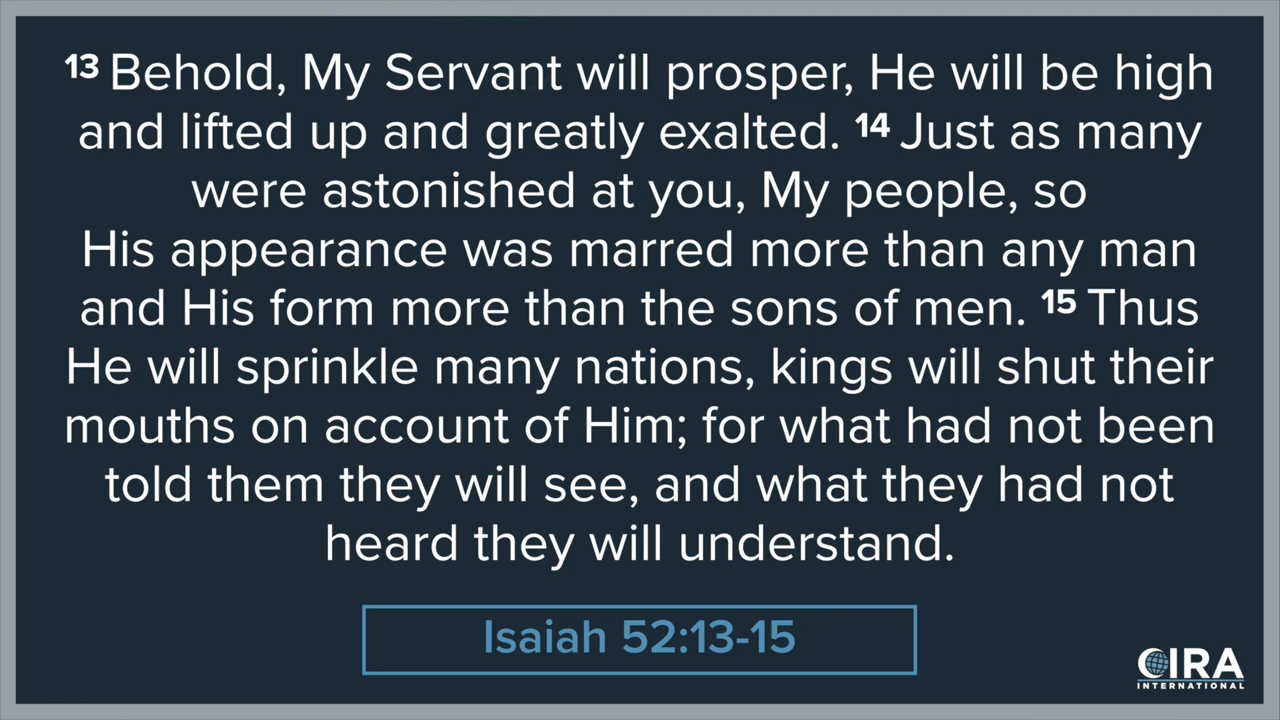 13 Behold, My Servant will prosper, He will be high
and lifted up and greatly exalted. 14 Just as many
were astonished at you, My people, so
His appearance was marred more than any man
and His form more than the sons of men. 15 Thus
He will sprinkle many nations, kings will shut their
mouths on account of Him; for what had not been
told them they will see, and what they had not
heard they will understand.
Isaiah 52:13-15
CIRA
INTERNATIONAL